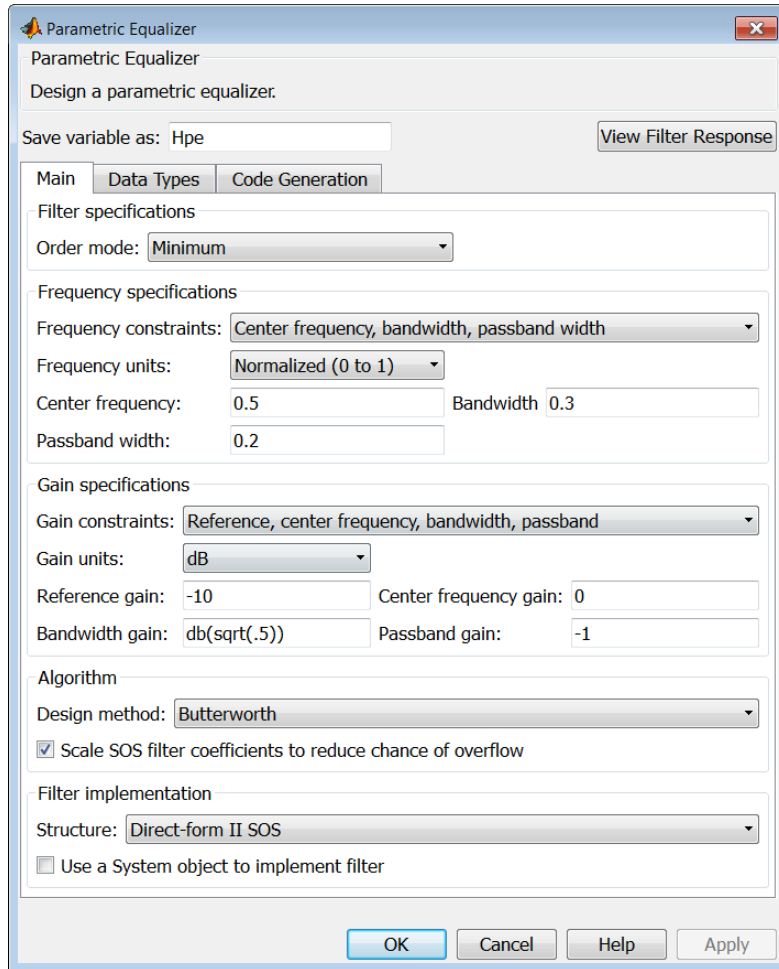 Parametric Equalizer
Parametric Equalizer
Design a parametric equalizer.
Save variable as: Hpe View Filter Response
Main Data Types Code Generation
Filter specifications
Order mode: Minimum
Frequency specifications
Frequency constraints: Center frequency, bandwidth, passband width
Frequency units: Normalized (0 to 1)
Center frequency: 0.5 Bandwidth 0.3
Passband width: 0.2
Gain specifications
Gain constraints: Reference, center frequency, bandwidth, passband
Gain units: dB
Reference gain: -10 Center frequency gain: 0
Bandwidth gain: db(sqrt(.5)) Passband gain: -1
Algorithm
Design method: Butterworth
Scale SOS filter coefficients to reduce chance of overflow
Filter implementation
Structure: Direct-form II SOS
Use a System object to implement filter
OK Cancel Help Apply